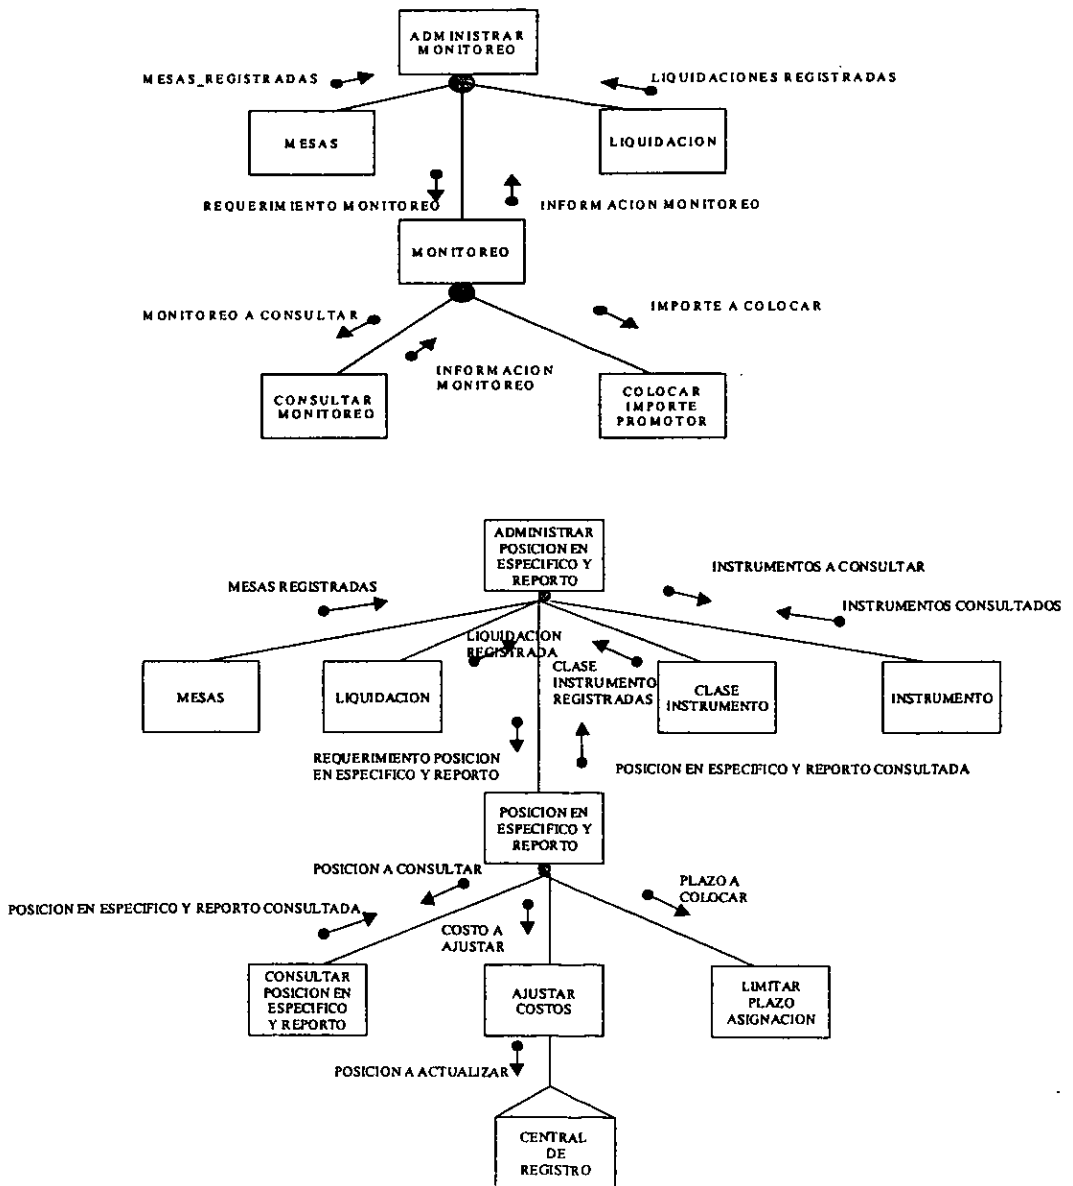 ADMINISTRAR
MONITOREO
MESAS_REGISTRADAS
LIQUIDACIONES REGISTRADAS
MESAS
LIQUIDACION
REQUERIMIENTO MONITOREO
INFORMACION MONITOREO
MONITOREO
MONITOREO A CONSULTAR
IMPORTE A COLOCAR
INFORMACION
MONITOREO
CONSULTAR
MONITOREO
COLOCAR
IMPORTE
PROMOTOR
ADMINISTRAR
POSICION EN
ESPECIFICO Y
REPORTO
MESAS REGISTRADAS
INSTRUMENTOS A CONSULTAR
INSTRUMENTOS CONSULTADOS
LIQUIDACION
REGISTRADA
CLASE
INSTRUMENTO
REGISTRADAS
MESAS
LIQUIDACION
CLASE
INSTRUMENTO
INSTRUMENTO
REQUERIMIENTO POSICION
EN ESPECIFICO Y REPORTO
POSICION EN ESPECIFICO Y REPORTO CONSULTADA
POSICION EN
ESPECIFICO Y
REPORTO
POSICION A CONSULTAR
PLAZO A
COLOCAR
POSICION EN ESPECIFICO Y REPORTO CONSULTADA
COSTO A
AJUSTAR
CONSULTAR
POSICION EN
ESPECIFICO
Y REPORTO
AJUSTAR
COSTOS
LIMITAR
PLAZO
ASIGNACION
POSICION A ACTUALIZAR
CENTRAL
DE
REGISTRO